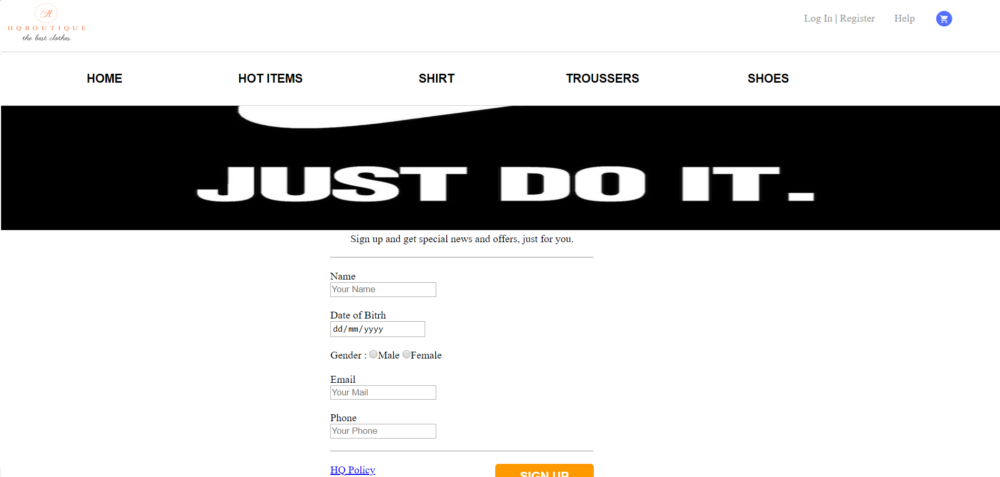 H
HQBOUTIQUE
the best clothes
Log In | Register Help
HOME HOT ITEMS SHIRT TROUSSERS SHOES
JUST DO IT.
Sign up and get special news and offers, just for you.
Name
Your Name
Date of Bitrh
dd/mm/yyyy
Gender : Male Female
Email
Your Mail
Phone
Your Phone
HQ Policy SIGN UP